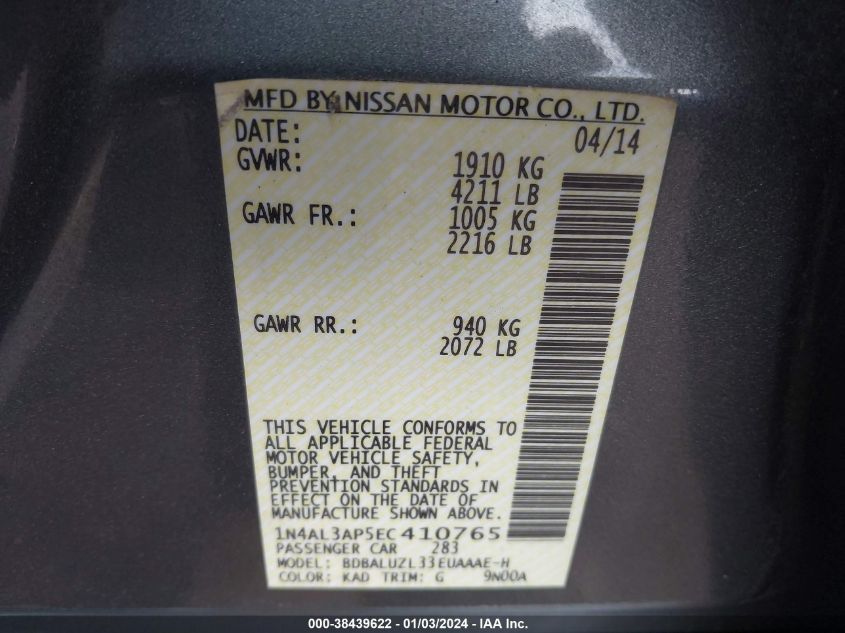 MFD BY NISSAN MOTOR CO., LTD.
DATE: 04/14
GVWR: 1910 KG
4211 LB
GAWR FR.: 1005 KG
2216 LB
GAWR RR.: 940 KG
2072 LB
THIS VEHICLE CONFORMS TO
ALL APPLICABLE FEDERAL
MOTOR VEHICLE SAFETY,
BUMPER, AND THEFT
PREVENTION STANDARDS IN
EFFECT ON THE DATE OF
MANUFACTURE SHOWN ABOVE.
1N4AL3AP5EC410765
PASSENGER CAR 283
MODEL: BDBALUZL33EUAAAE-H
COLOR: KAD TRIM: G 9N00A
000-38439622 - 01/03/2024 - IAA Inc.